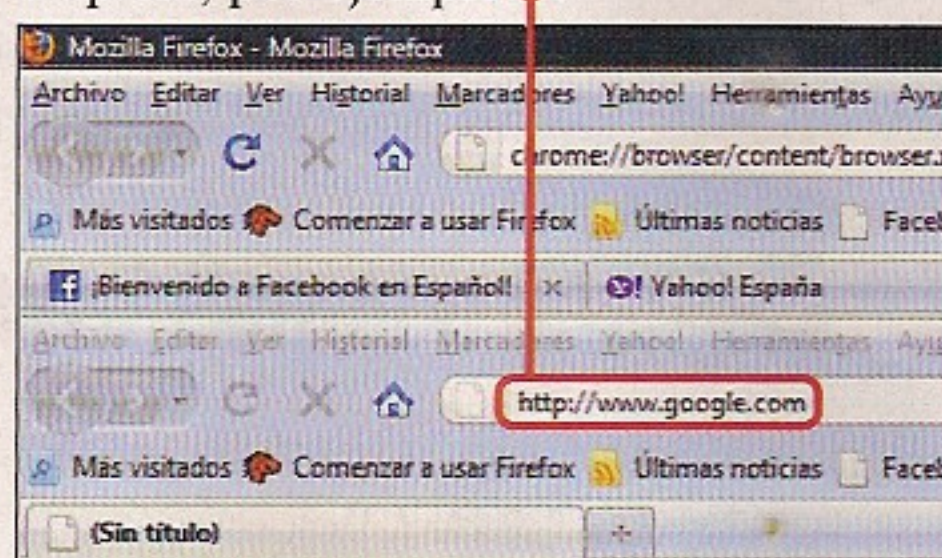 Mozilla Firefox - Mozilla Firefox
Archivo Editar Ver Historial Marcadores Yahoo! Herramientas
chrome://browser/content/browser.
Más visitados Comenzar a usar Firefox Últimas noticias
¡Bienvenido a Facebook en Español! Yahoo! España
Archivo Editar Ver Historial Marcadores Yahoo! Herramientas
http://www.google.com
Más visitados Comenzar a usar Firefox Últimas noticias
(Sin título)